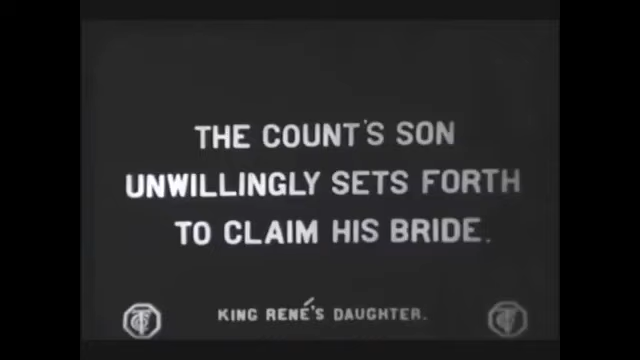 THE COUNT'S SON
UNWILLINGLY SETS FORTH
TO CLAIM HIS BRIDE.
KING RENÉ'S DAUGHTER.